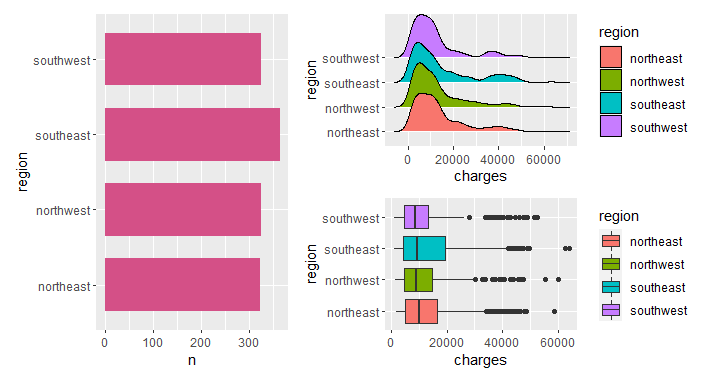 southwest
southeast
northwest
northeast
region
0
100
200
300
n
southwest
southeast
northwest
northeast
region
0
20000
40000
60000
charges
region
northeast
northwest
southeast
southwest
southwest
southeast
northwest
northeast
region
0
20000
40000
60000
charges
region
northeast
northwest
southeast
southwest